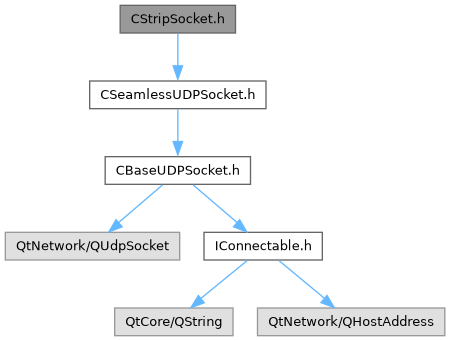 CStripSocket.h
CSeamlessUDPSocket.h
CBaseUDPSocket.h
QtNetwork/QUdpSocket
IConnectable.h
QtCore/QString
QtNetwork/QHostAddress